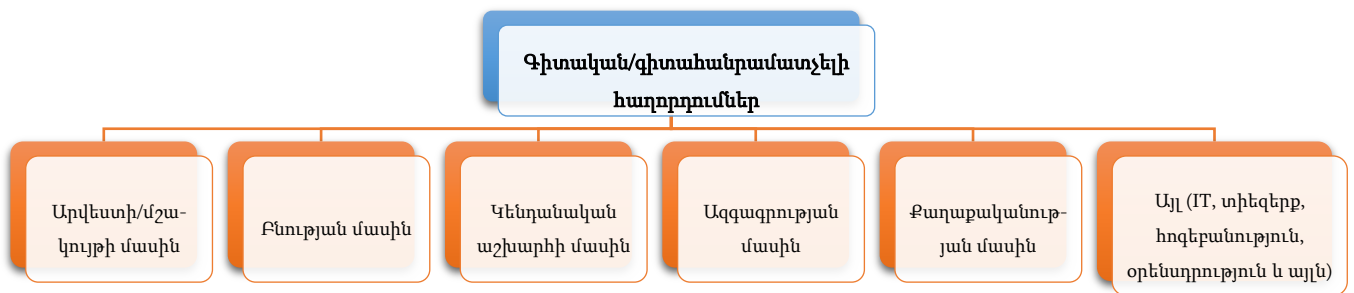 Գիտական/գիտահանրամատչելի
հաղորդումներ
Արվեստի/մշա-
կույթի մասին
Բնության մասին
Կենդանական
աշխարհի մասին
Ազգագրության
մասին
Քաղաքականութ-
յան մասին
Այլ (IT, տիեզերք,
հոգեբանություն,
օրենսդրություն և այլն)